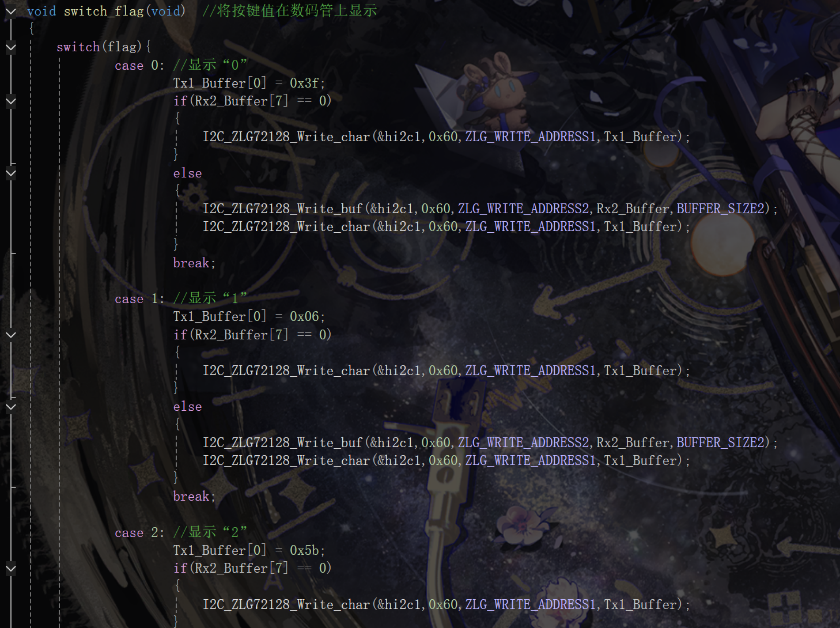 void switch_flag(void)  //将按键值在数码管上显示
{
switch(flag){
case 0: //显示“0”
Tx1_Buffer[0] = 0x3f;
if(Rx2_Buffer[7] == 0)
{
I2C_ZLG72128_Write_char(&hi2c1,0x60,ZLG_WRITE_ADDRESS1,Tx1_Buffer);
}
else
{
I2C_ZLG72128_Write_buf(&hi2c1,0x60,ZLG_WRITE_ADDRESS2,Rx2_Buffer,BUFFER_SIZE2);
I2C_ZLG72128_Write_char(&hi2c1,0x60,ZLG_WRITE_ADDRESS1,Tx1_Buffer);
}
break;
case 1: //显示“1”
Tx1_Buffer[0] = 0x06;
if(Rx2_Buffer[7] == 0)
{
I2C_ZLG72128_Write_char(&hi2c1,0x60,ZLG_WRITE_ADDRESS1,Tx1_Buffer);
}
else
{
I2C_ZLG72128_Write_buf(&hi2c1,0x60,ZLG_WRITE_ADDRESS2,Rx2_Buffer,BUFFER_SIZE2);
I2C_ZLG72128_Write_char(&hi2c1,0x60,ZLG_WRITE_ADDRESS1,Tx1_Buffer);
}
break;
case 2: //显示“2”
Tx1_Buffer[0] = 0x5b;
if(Rx2_Buffer[7] == 0)
{
I2C_ZLG72128_Write_char(&hi2c1,0x60,ZLG_WRITE_ADDRESS1,Tx1_Buffer);
}